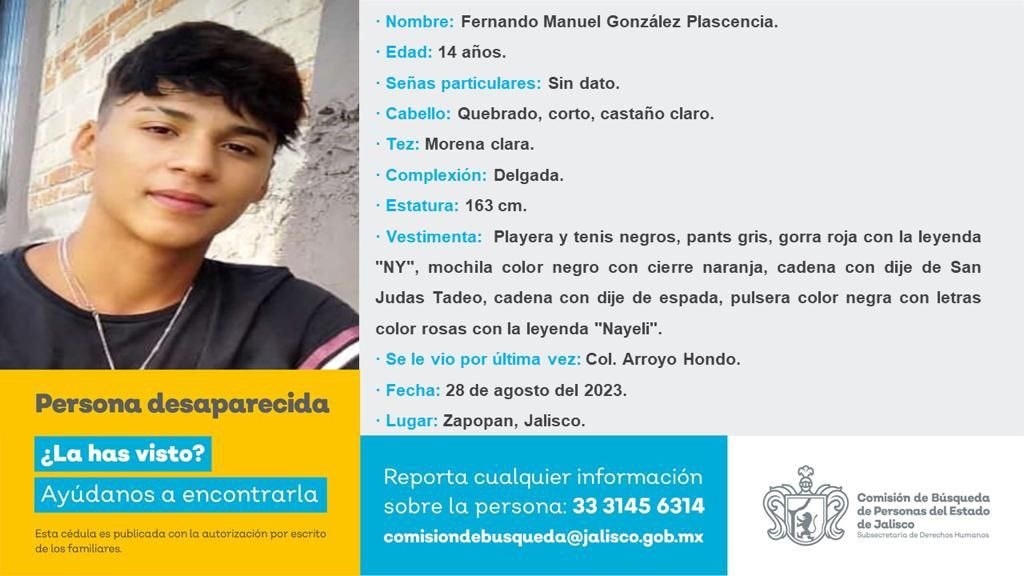 · Nombre: Fernando Manuel González Plascencia.
· Edad: 14 años.
· Señas particulares: Sin dato.
· Cabello: Quebrado, corto, castaño claro.
· Tez: Morena clara.
· Complexión: Delgada.
· Estatura: 163 cm.
· Vestimenta: Playera y tenis negros, pants gris, gorra roja con la leyenda
"NY", mochila color negro con cierre naranja, cadena con dije de San
Judas Tadeo, cadena con dije de espada, pulsera color negra con letras
color rosas con la leyenda "Nayeli".
· Se le vio por última vez: Col. Arroyo Hondo.
· Fecha: 28 de agosto del 2023.
· Lugar: Zapopan, Jalisco.
Persona desaparecida
¿La has visto?
Ayúdanos a encontrarla
Esta cédula es publicada con la autorización por escrito
de los familiares.
Reporta cualquier información
sobre la persona: 33 3145 6314
comisiondebusqueda@jalisco.gob.mx
Comisión de Búsqueda
de Personas del Estado
de Jalisco
Subsecretaría de Derechos Humanos